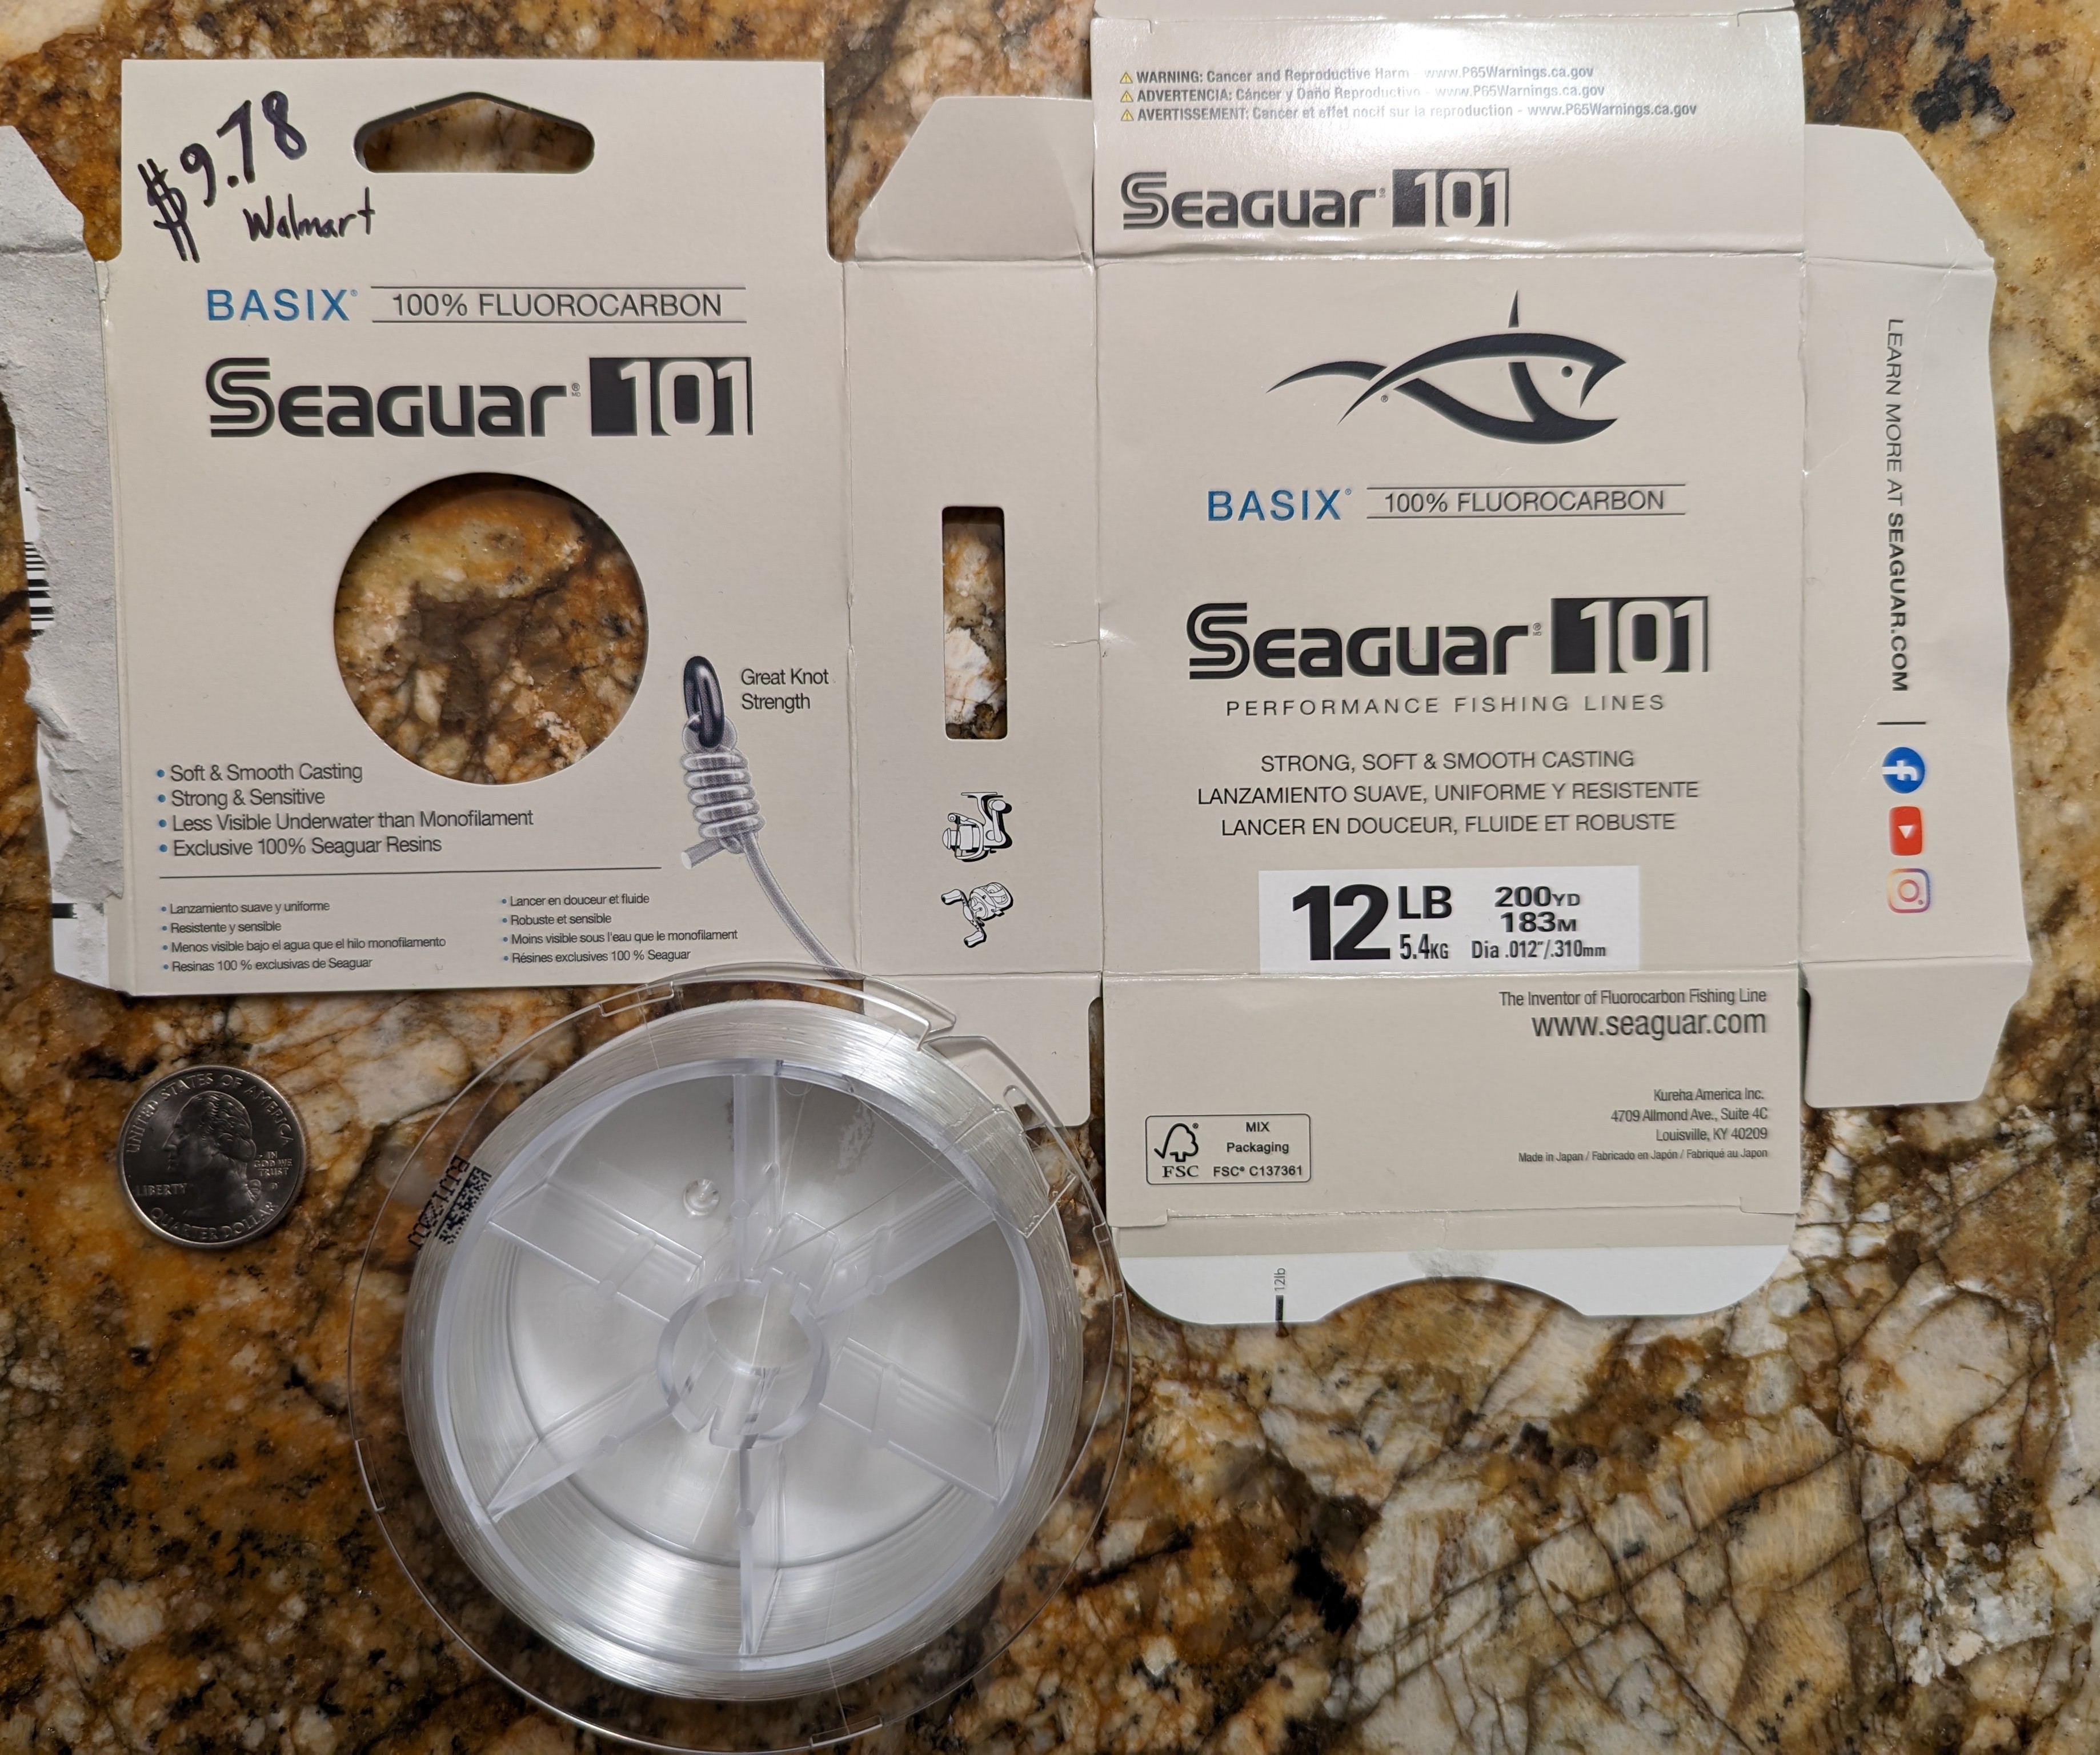 $9.78
Walmart
BASIX® 100% FLUOROCARBON
Seaguar® 101
Great Knot
Strength
• Soft & Smooth Casting
• Strong & Sensitive
• Less Visible Underwater than Monofilament
• Exclusive 100% Seaguar Resins
• Lanzamiento suave y uniforme
• Resistente y sensible
• Menos visible bajo el agua que el hilo monofilamento
• Resinas 100 % exclusivas de Seaguar
• Lancer en douceur et fluide
• Robuste et sensible
• Moins visible sous l'eau que le monofilament
• Résines exclusives 100 % Seaguar
WARNING: Cancer and Reproductive Harm - www.P65Warnings.ca.gov
ADVERTENCIA: Cáncer y Daño Reproductivo - www.P65Warnings.ca.gov
AVERTISSEMENT: Cancer et effet nocif sur la reproduction - www.P65Warnings.ca.gov
Seaguar® 101
BASIX® 100% FLUOROCARBON
Seaguar® 101
PERFORMANCE FISHING LINES
STRONG, SOFT & SMOOTH CASTING
LANZAMIENTO SUAVE, UNIFORME Y RESISTENTE
LANCER EN DOUCEUR, FLUIDE ET ROBUSTE
12 LB 200YD
183M
5.4KG Dia .012"/.310mm
The Inventor of Fluorocarbon Fishing Line
www.seaguar.com
Kureha America Inc.
4709 Allmond Ave., Suite 4C
Louisville, KY 40209
Made in Japan / Fabricado en Japón / Fabriqué au Japon
FSC®
MIX
Packaging
FSC® C137361
12lb
LEARN MORE AT SEAGUAR.COM
UNITED STATES OF AMERICA
IN
GOD WE
TRUST
LIBERTY
QUARTER DOLLAR